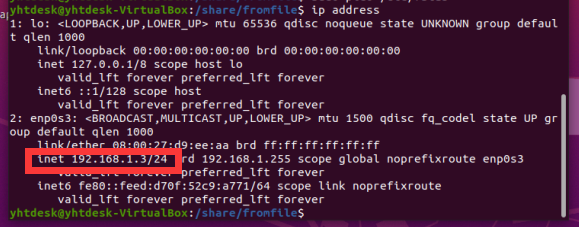 yhtdesk@yhtdesk-VirtualBox:/share/fromfile$ ip address
1: lo: <LOOPBACK,UP,LOWER_UP> mtu 65536 qdisc noqueue state UNKNOWN group defaul
t qlen 1000
link/loopback 00:00:00:00:00:00 brd 00:00:00:00:00:00
inet 127.0.0.1/8 scope host lo
valid_lft forever preferred_lft forever
inet6 ::1/128 scope host
valid_lft forever preferred_lft forever
2: enp0s3: <BROADCAST,MULTICAST,UP,LOWER_UP> mtu 1500 qdisc fq_codel state UP gr
oup default qlen 1000
link/ether 08:00:27:d9:ee:aa brd ff:ff:ff:ff:ff:ff
inet 192.168.1.3/24 rd 192.168.1.255 scope global noprefixroute enp0s3
valid_lft forever preferred_lft forever
inet6 fe80::feed:d70f:52c9:a771/64 scope link noprefixroute
valid_lft forever preferred_lft forever
yhtdesk@yhtdesk-VirtualBox:/share/fromfile$